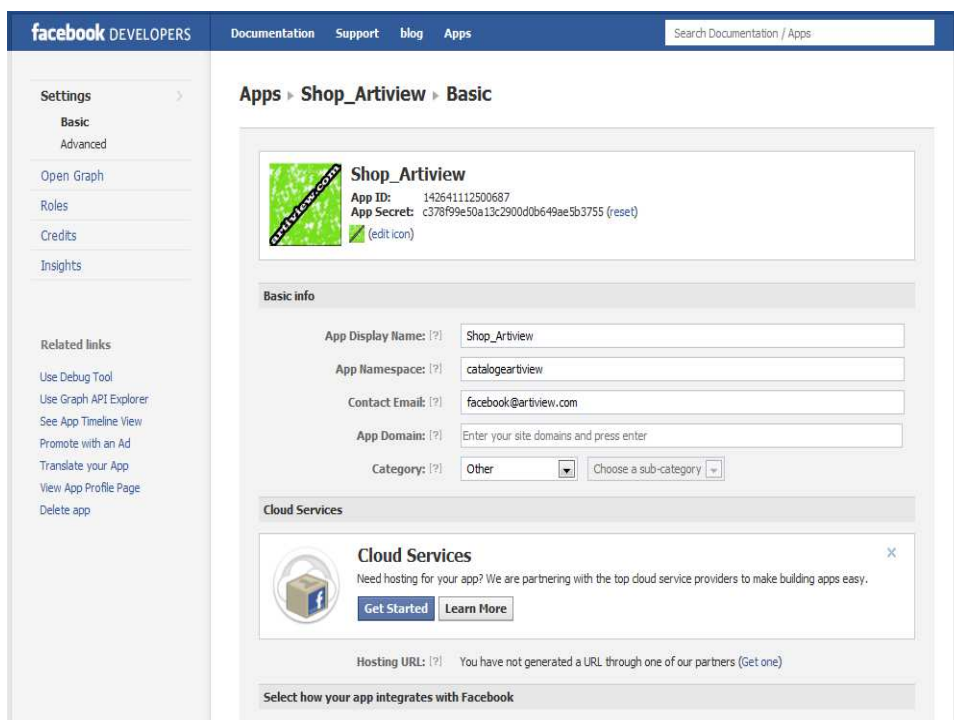 facebook DEVELOPERS
Documentation Support blog Apps
Search Documentation / Apps
Settings
Basic
Advanced
Open Graph
Roles
Credits
Insights
Related links
Use Debug Tool
Use Graph API Explorer
See App Timeline View
Promote with an Ad
Translate your App
View App Profile Page
Delete app
Apps ▸ Shop_Artiview ▸ Basic
artiview.com
Shop_Artiview
App ID: 142641112500687
App Secret: c378f99e50a13c2900d0b649ae5b3755 (reset)
(edit icon)
Basic info
App Display Name: [?] Shop_Artiview
App Namespace: [?] catalogeartiview
Contact Email: [?] facebook@artiview.com
App Domain: [?] Enter your site domains and press enter
Category: [?] Other Choose a sub-category
Cloud Services
Cloud Services
Need hosting for your app? We are partnering with the top cloud service providers to make building apps easy.
Get Started Learn More
Hosting URL: [?] You have not generated a URL through one of our partners (Get one)
Select how your app integrates with Facebook